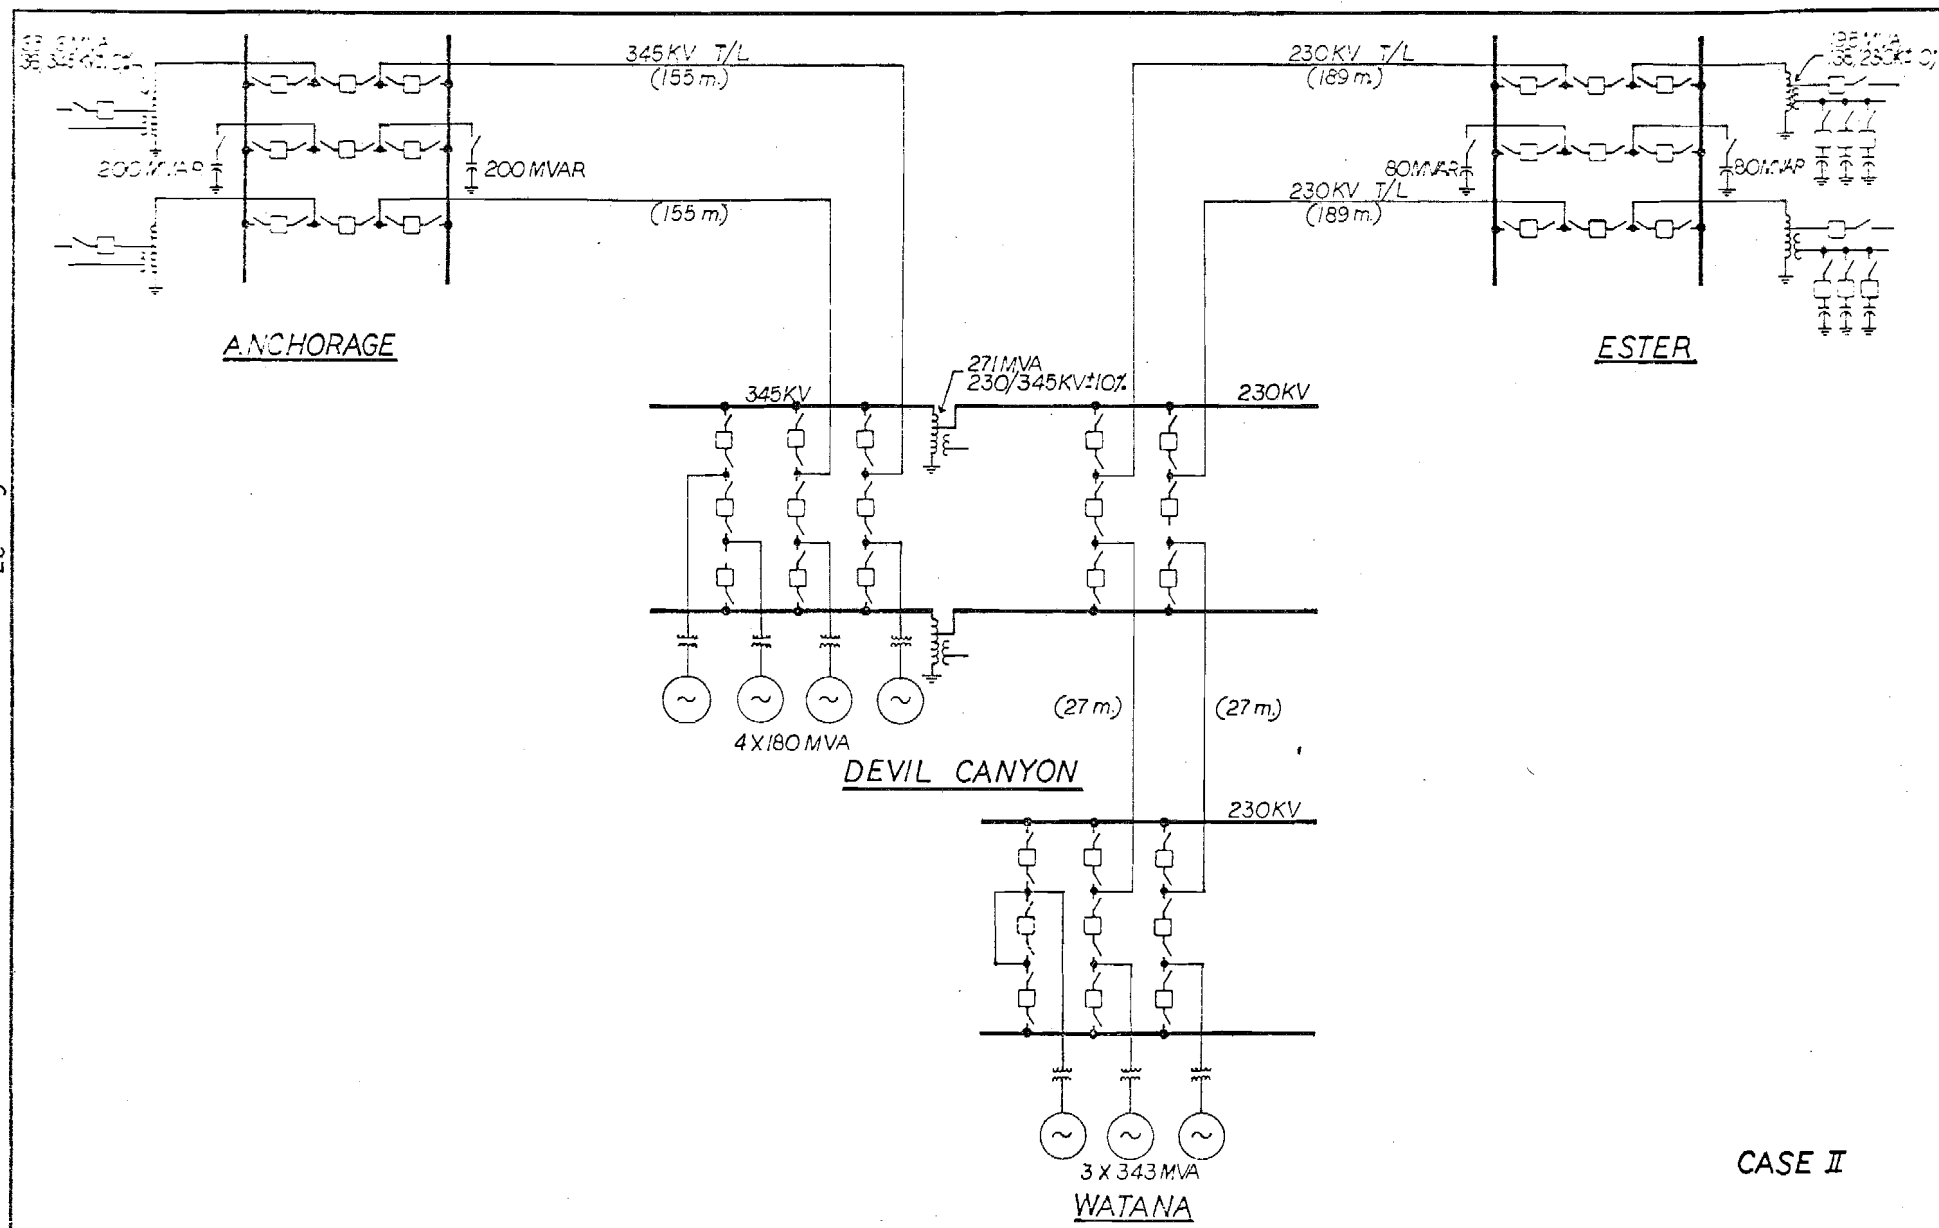 345KV T/L
(155 m.)
230KV T/L
(189 m.)
200 MVAR
200 MVAR
80MVAR
80MVAR
(155 m.)
230KV T/L
(189 m.)
ANCHORAGE
ESTER
271 MVA
230/345KV±10%
345KV
230KV
(27 m.)
(27 m.)
4 X 180 MVA
DEVIL CANYON
230KV
3 X 343 MVA
WATANA
CASE II